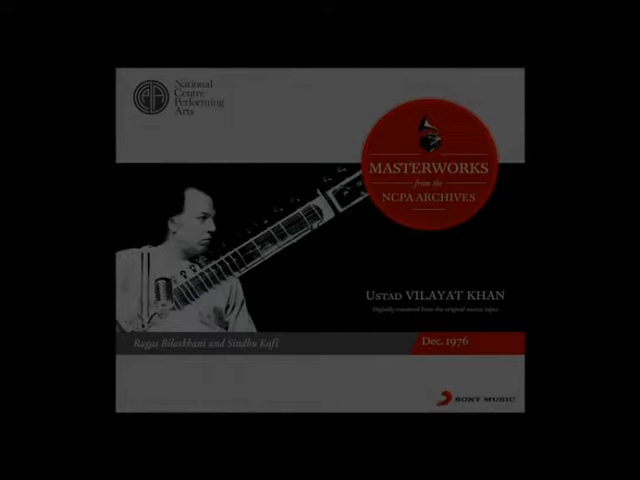 National
Centre
Performing
Arts
MASTERWORKS
from the
NCPA ARCHIVES
USTAD VILAYAT KHAN
Digitally remastered from the original master tapes
Ragas Bilaskhani and Sindhu Kafi
Dec. 1976
SONY MUSIC